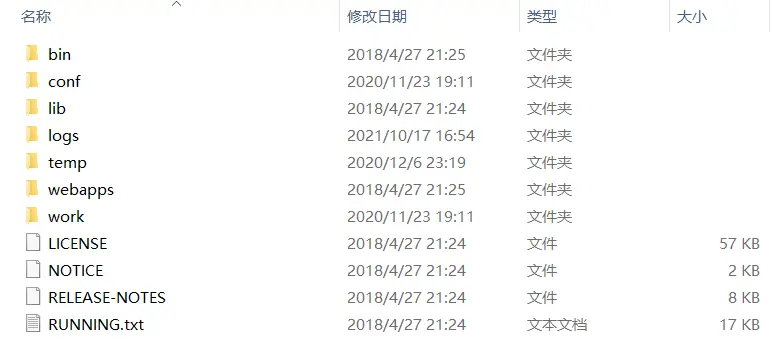 名称 修改日期 类型 大小
bin 2018/4/27 21:25 文件夹
conf 2020/11/23 19:11 文件夹
lib 2018/4/27 21:24 文件夹
logs 2021/10/17 16:54 文件夹
temp 2020/12/6 23:19 文件夹
webapps 2018/4/27 21:25 文件夹
work 2020/11/23 19:11 文件夹
LICENSE 2018/4/27 21:24 文件 57 KB
NOTICE 2018/4/27 21:24 文件 2 KB
RELEASE-NOTES 2018/4/27 21:24 文件 8 KB
RUNNING.txt 2018/4/27 21:24 文本文档 17 KB